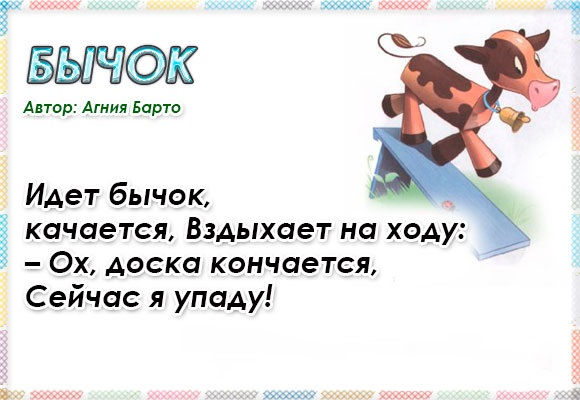 БЫЧОК
Автор: Агния Барто
Идет бычок,
качается, Вздыхает на ходу:
– Ох, доска кончается,
Сейчас я упаду!